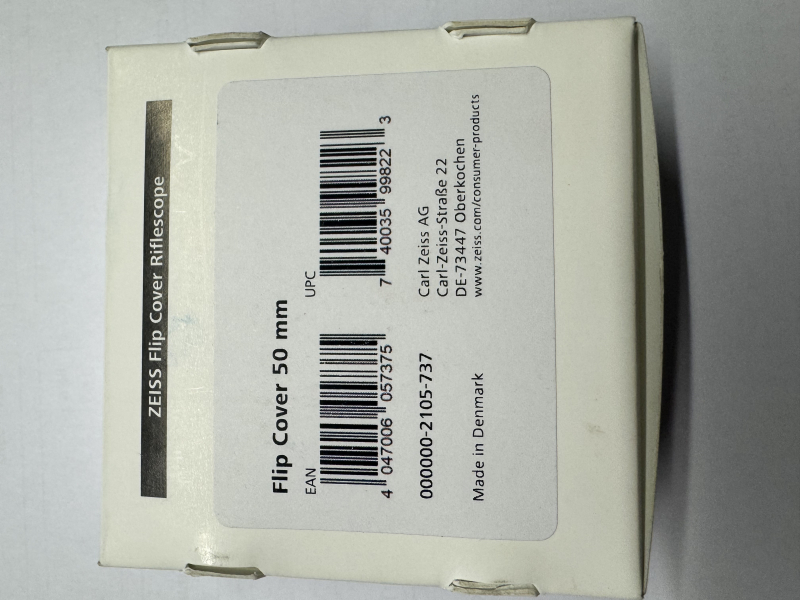 ZEISS Flip Cover Riflescope
Flip Cover 50 mm
EAN
4 047006 057375
UPC
7 40035 99822 3
000000-2105-737
Made in Denmark
Carl Zeiss AG
Carl-Zeiss-Straße 22
DE-73447 Oberkochen
www.zeiss.com/consumer-products